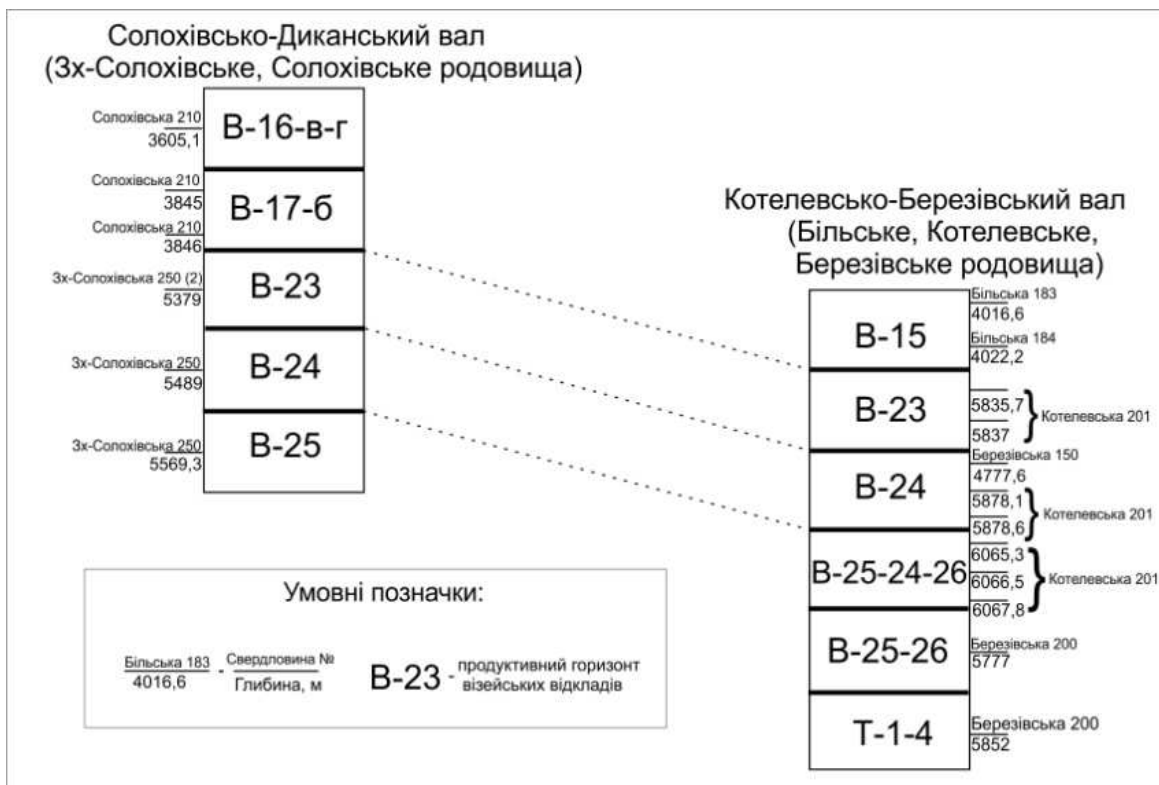 Солохівсько-Диканський вал
(Зх-Солохівське, Солохівське родовища)
Солохівська 210
3605,1
В-16-в-г
Солохівська 210
3845
Солохівська 210
3846
В-17-б
Зх-Солохівська 250 (2)
5379
В-23
Зх-Солохівська 250
5489
В-24
Зх-Солохівська 250
5569,3
В-25
Котелевсько-Березівський вал
(Більське, Котелевське,
Березівське родовища)
В-15
Більська 183
4016,6
Більська 184
4022,2
В-23
5835,7
5837
Котелевська 201
В-24
Березівська 150
4777,6
5878,1
5878,6
Котелевська 201
В-25-24-26
6065,3
6066,5
6067,8
Котелевська 201
В-25-26
Березівська 200
5777
Т-1-4
Березівська 200
5852
Умовні позначки:
Більська 183
4016,6
- Свердловина №
Глибина, м
В-23 - продуктивний горизонт
візейських відкладів